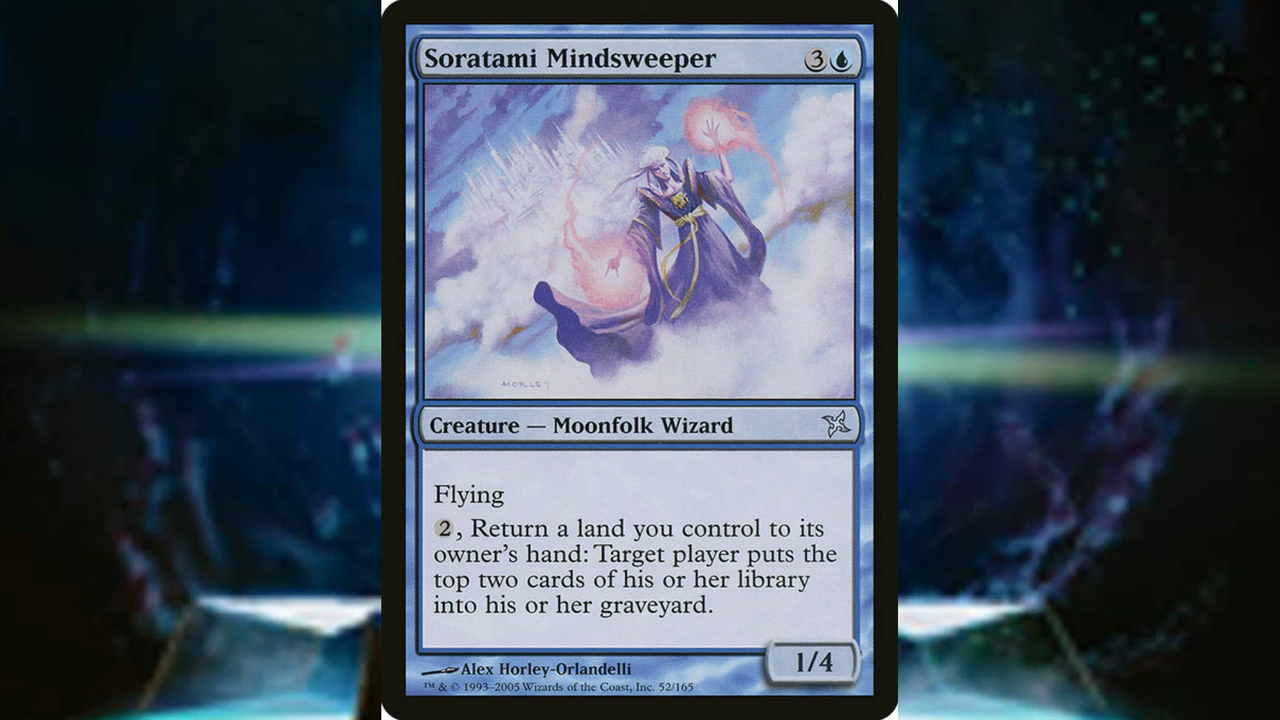 Soratami Mindsweeper 3
Creature — Moonfolk Wizard
Flying
2, Return a land you control to its
owner's hand: Target player puts the
top two cards of his or her library
into his or her graveyard.
1/4
Alex Horley-Orlandelli
™ & © 1993–2005 Wizards of the Coast, Inc. 52/165